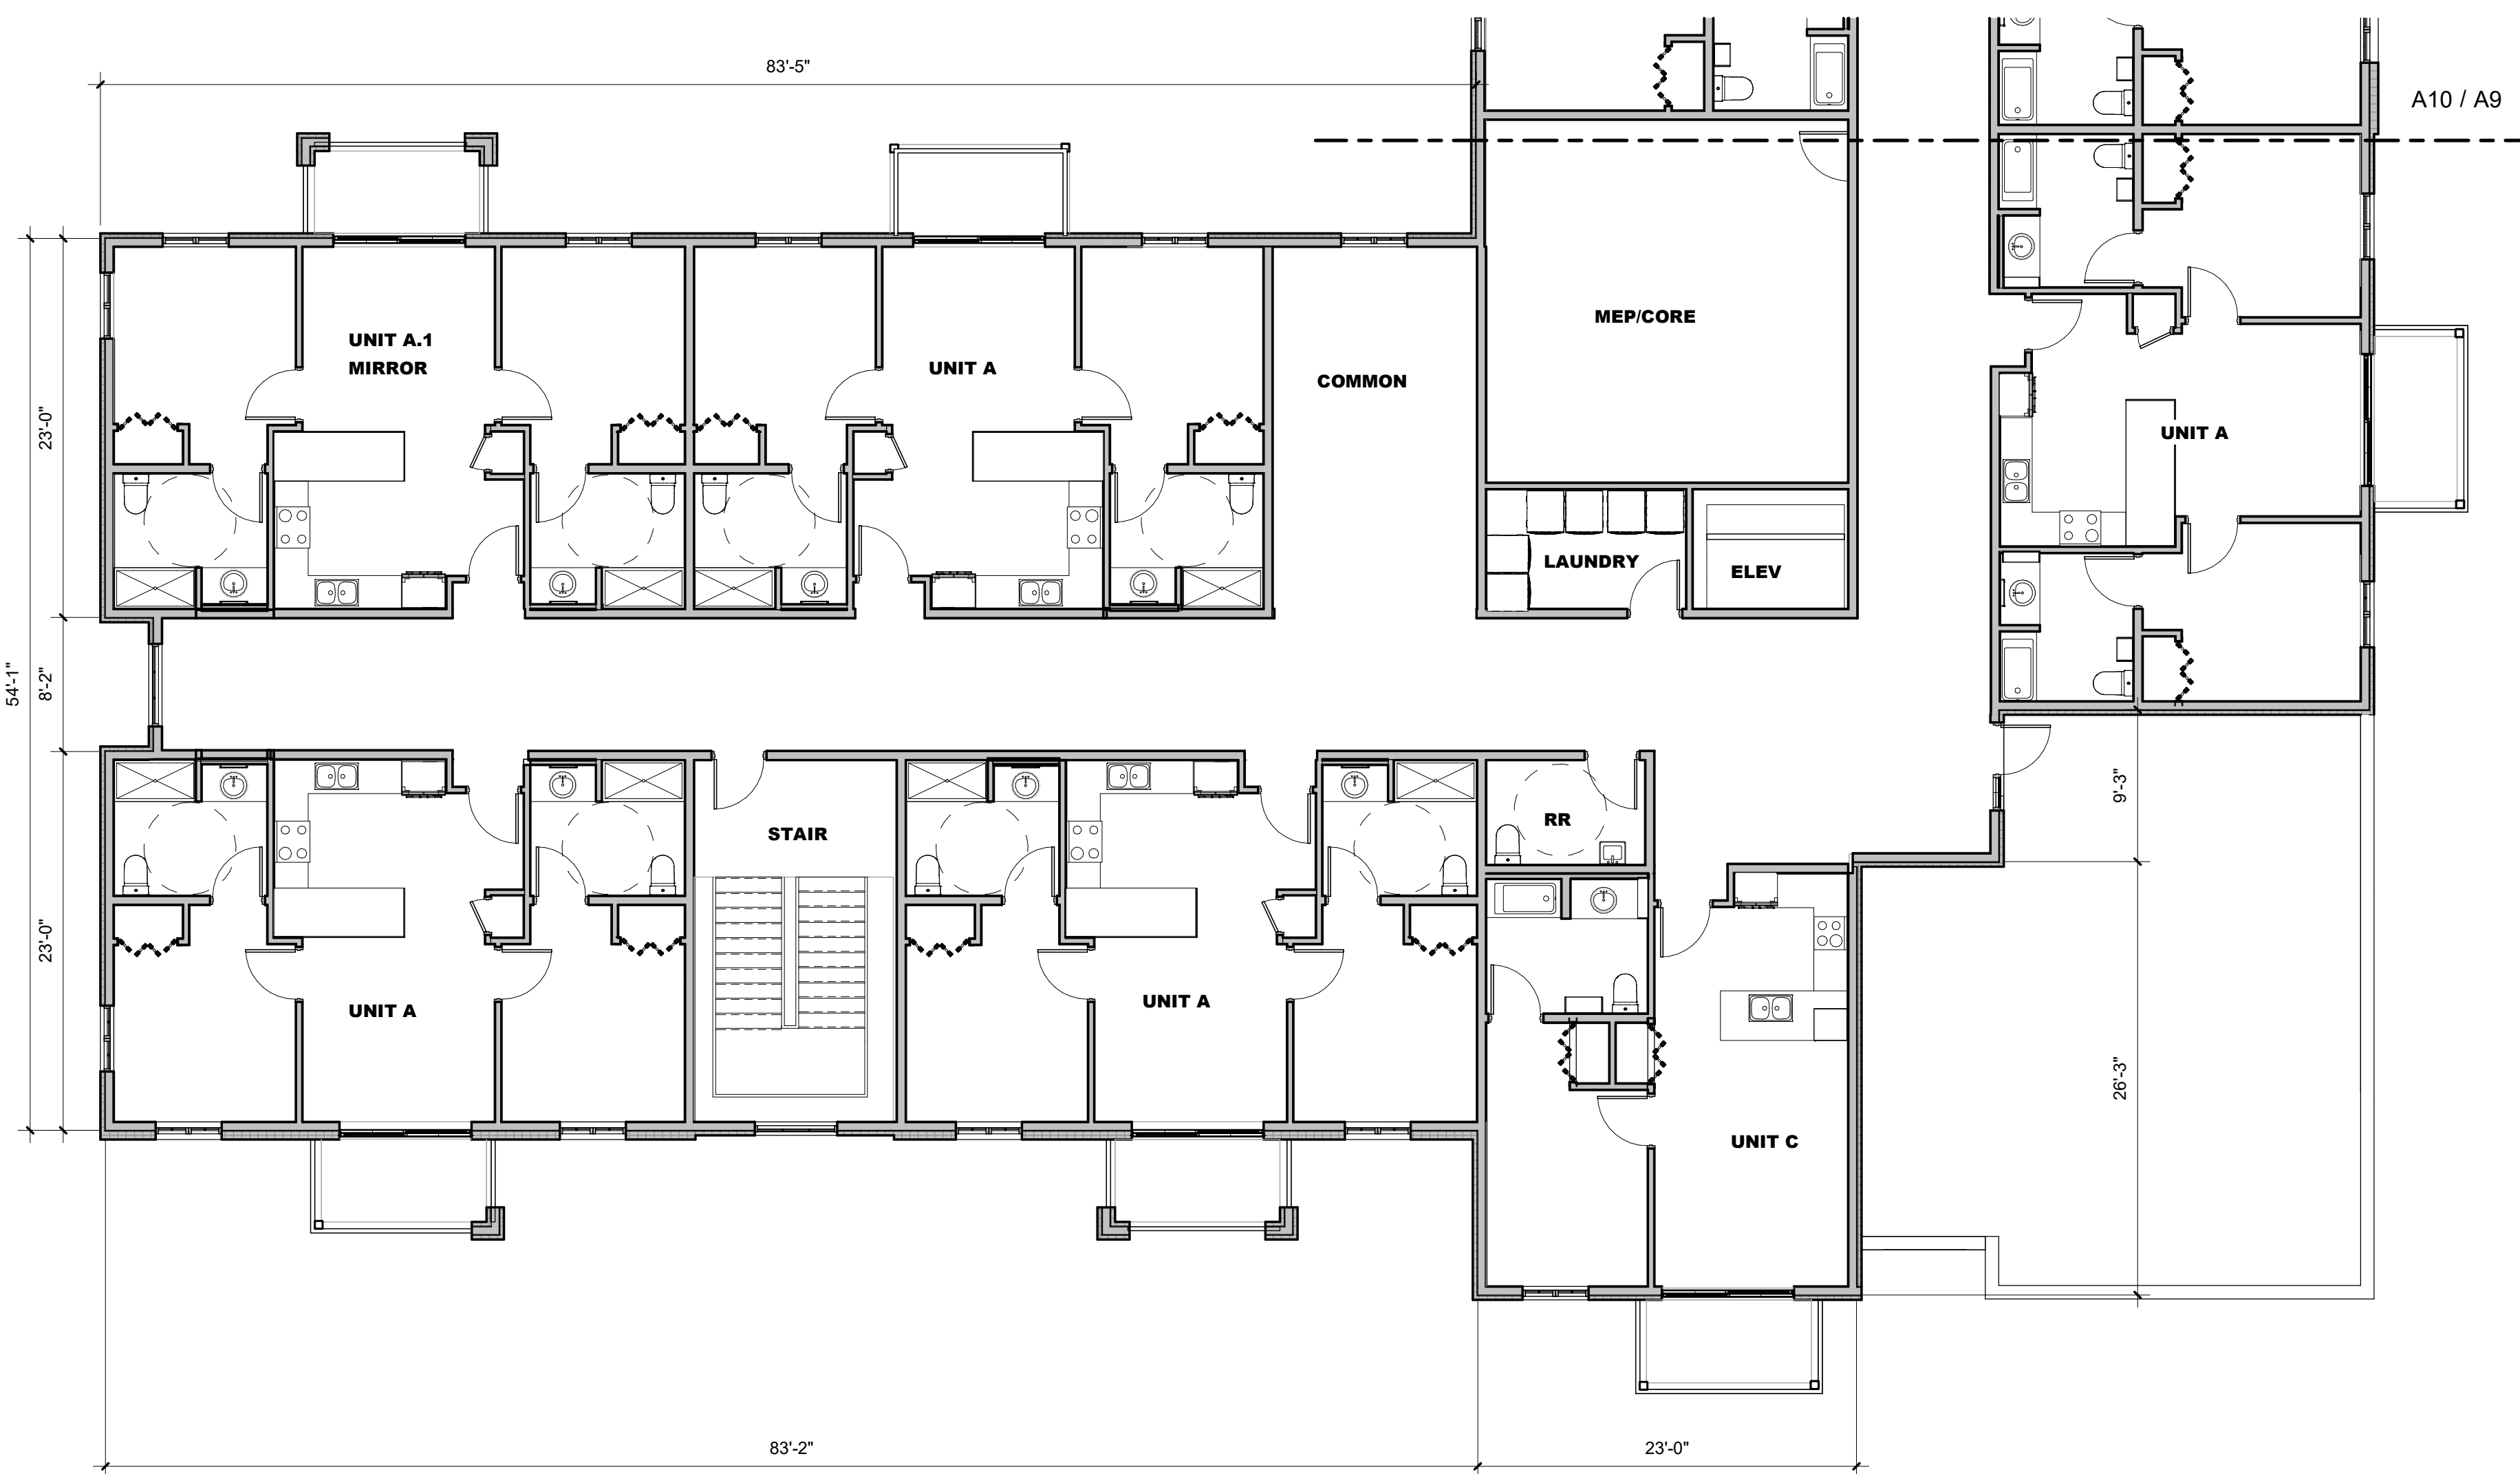 83'-5"
A10 / A9
UNIT A.1
MIRROR
UNIT A
COMMON
MEP/CORE
UNIT A
23'-0"
LAUNDRY
ELEV
54'-1"
8'-2"
9'-3"
STAIR
RR
23'-0"
UNIT A
UNIT A
26'-3"
UNIT C
83'-2"
23'-0"